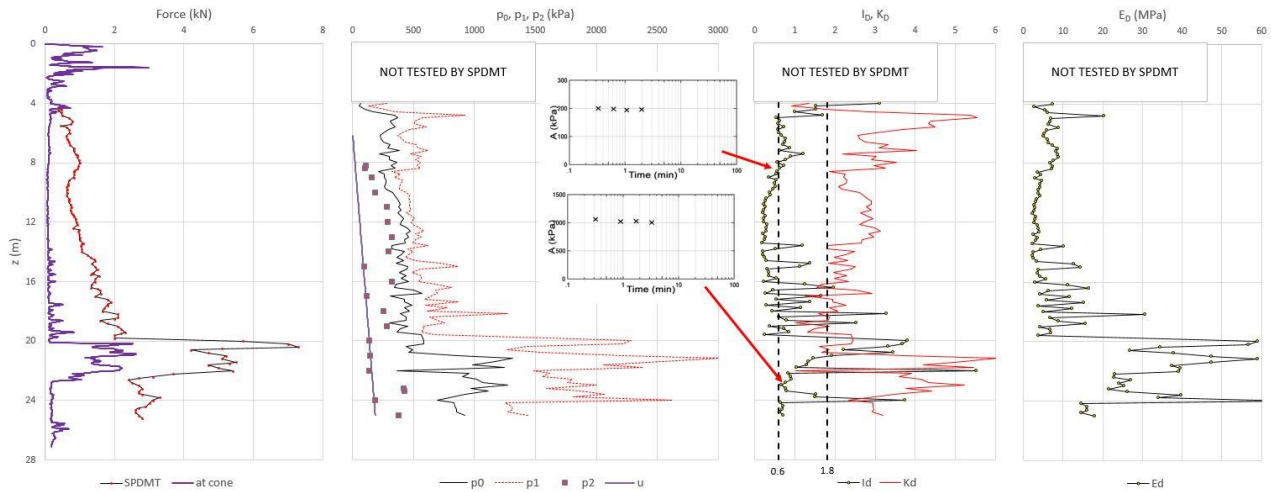 Force (kN)
0 2 4 6 8
0
4
8
12
16
20
24
28
z (m)
SPDMT at cone
p0, p1, p2 (kPa)
0 500 1000 1500 2000 2500 3000
NOT TESTED BY SPDMT
300
200
100
0
A (kPa)
0.1 1 10 100
Time (min)
1500
1000
500
0
A (kPa)
0.1 1 10 100
Time (min)
p0 p1 p2 u
ID, KD
0 1 2 3 4 5 6
NOT TESTED BY SPDMT
0.6 1.8
Id Kd
ED (MPa)
0 20 40 60
NOT TESTED BY SPDMT
Ed